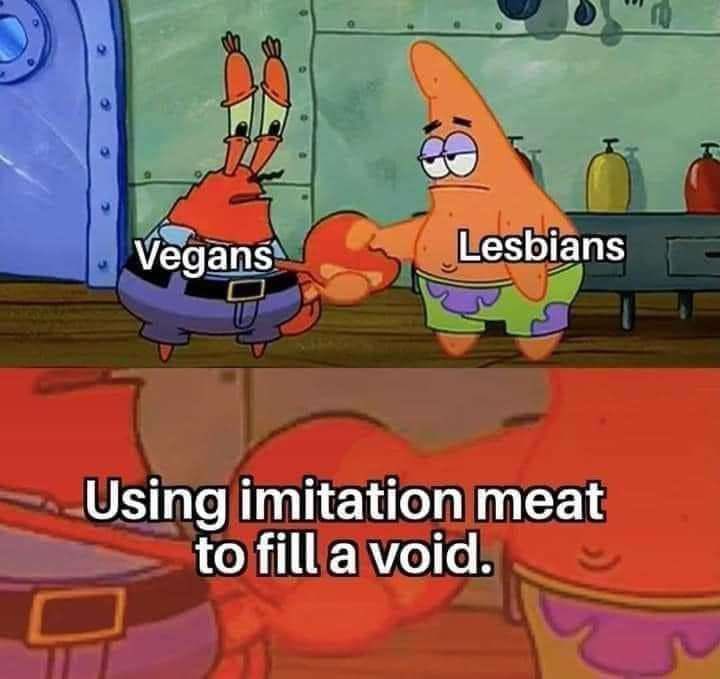 Vegans
Lesbians
Using imitation meat
to fill a void.